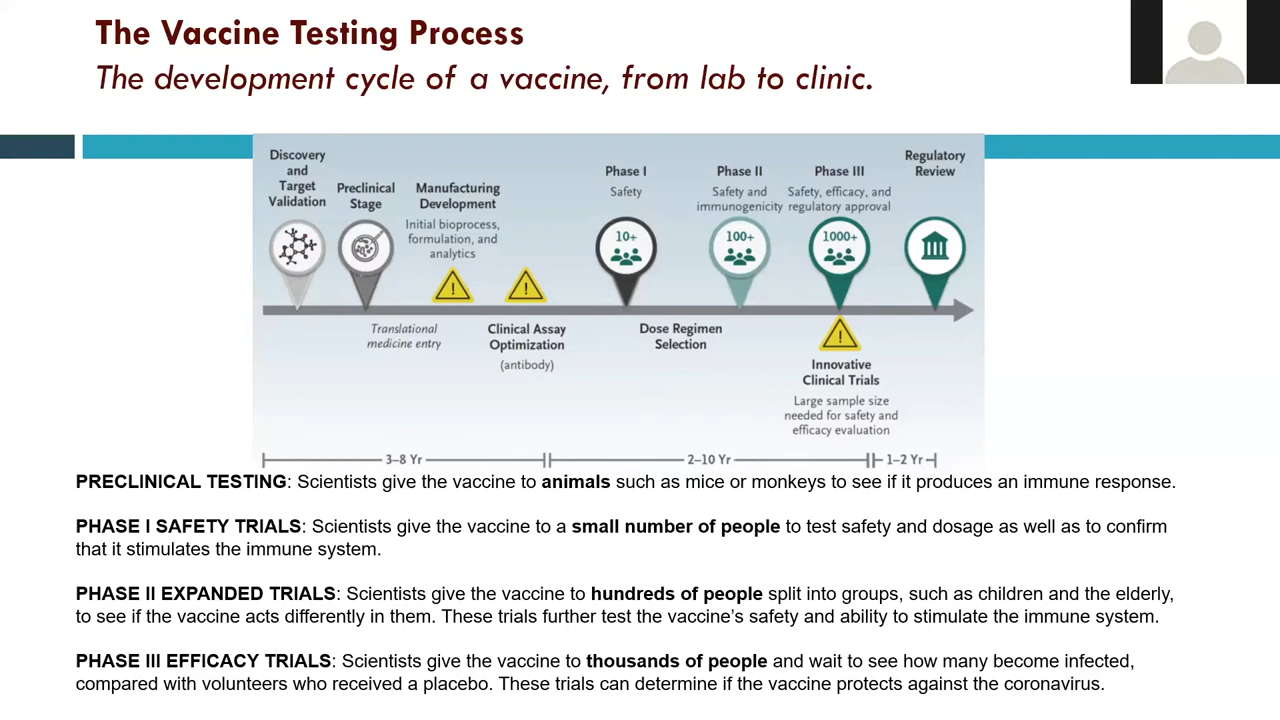 The Vaccine Testing Process
The development cycle of a vaccine, from lab to clinic.
Discovery
and
Target
Validation
Preclinical
Stage
Manufacturing
Development
Initial bioprocess,
formulation, and
analytics
Phase I
Safety
10+
Phase II
Safety and
immunogenicity
100+
Phase III
Safety, efficacy, and
regulatory approval
1000+
Regulatory
Review
Translational
medicine entry
Clinical Assay
Optimization
(antibody)
Dose Regimen
Selection
Innovative
Clinical Trials
Large sample size
needed for safety and
efficacy evaluation
3–8 Yr
2–10 Yr
1–2 Yr
PRECLINICAL TESTING: Scientists give the vaccine to animals such as mice or monkeys to see if it produces an immune response.
PHASE I SAFETY TRIALS: Scientists give the vaccine to a small number of people to test safety and dosage as well as to confirm
that it stimulates the immune system.
PHASE II EXPANDED TRIALS: Scientists give the vaccine to hundreds of people split into groups, such as children and the elderly,
to see if the vaccine acts differently in them. These trials further test the vaccine’s safety and ability to stimulate the immune system.
PHASE III EFFICACY TRIALS: Scientists give the vaccine to thousands of people and wait to see how many become infected,
compared with volunteers who received a placebo. These trials can determine if the vaccine protects against the coronavirus.